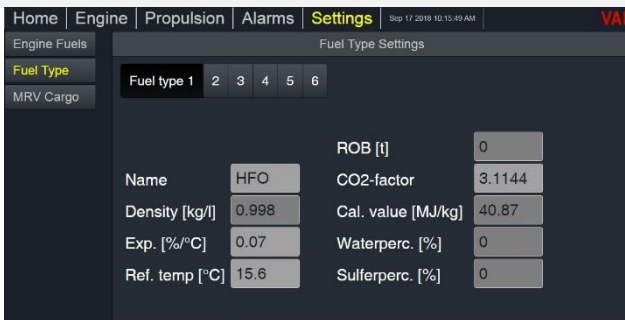 Home Engine Propulsion Alarms Settings Sep 17 2018 10:15:49 AM VA
Engine Fuels
Fuel Type Settings
Fuel Type
MRV Cargo
Fuel type 1 2 3 4 5 6
ROB [t] 0
Name HFO CO2-factor 3.1144
Density [kg/l] 0.998 Cal. value [MJ/kg] 40.87
Exp. [%/°C] 0.07 Waterperc. [%] 0
Ref. temp [°C] 15.6 Sulferperc. [%] 0